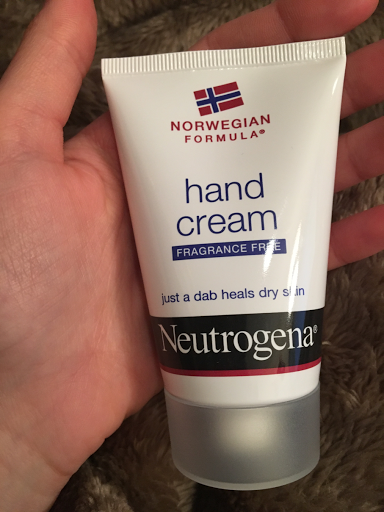 NORWEGIAN
FORMULA®
hand
cream
FRAGRANCE FREE
just a dab heals dry skin
Neutrogena®